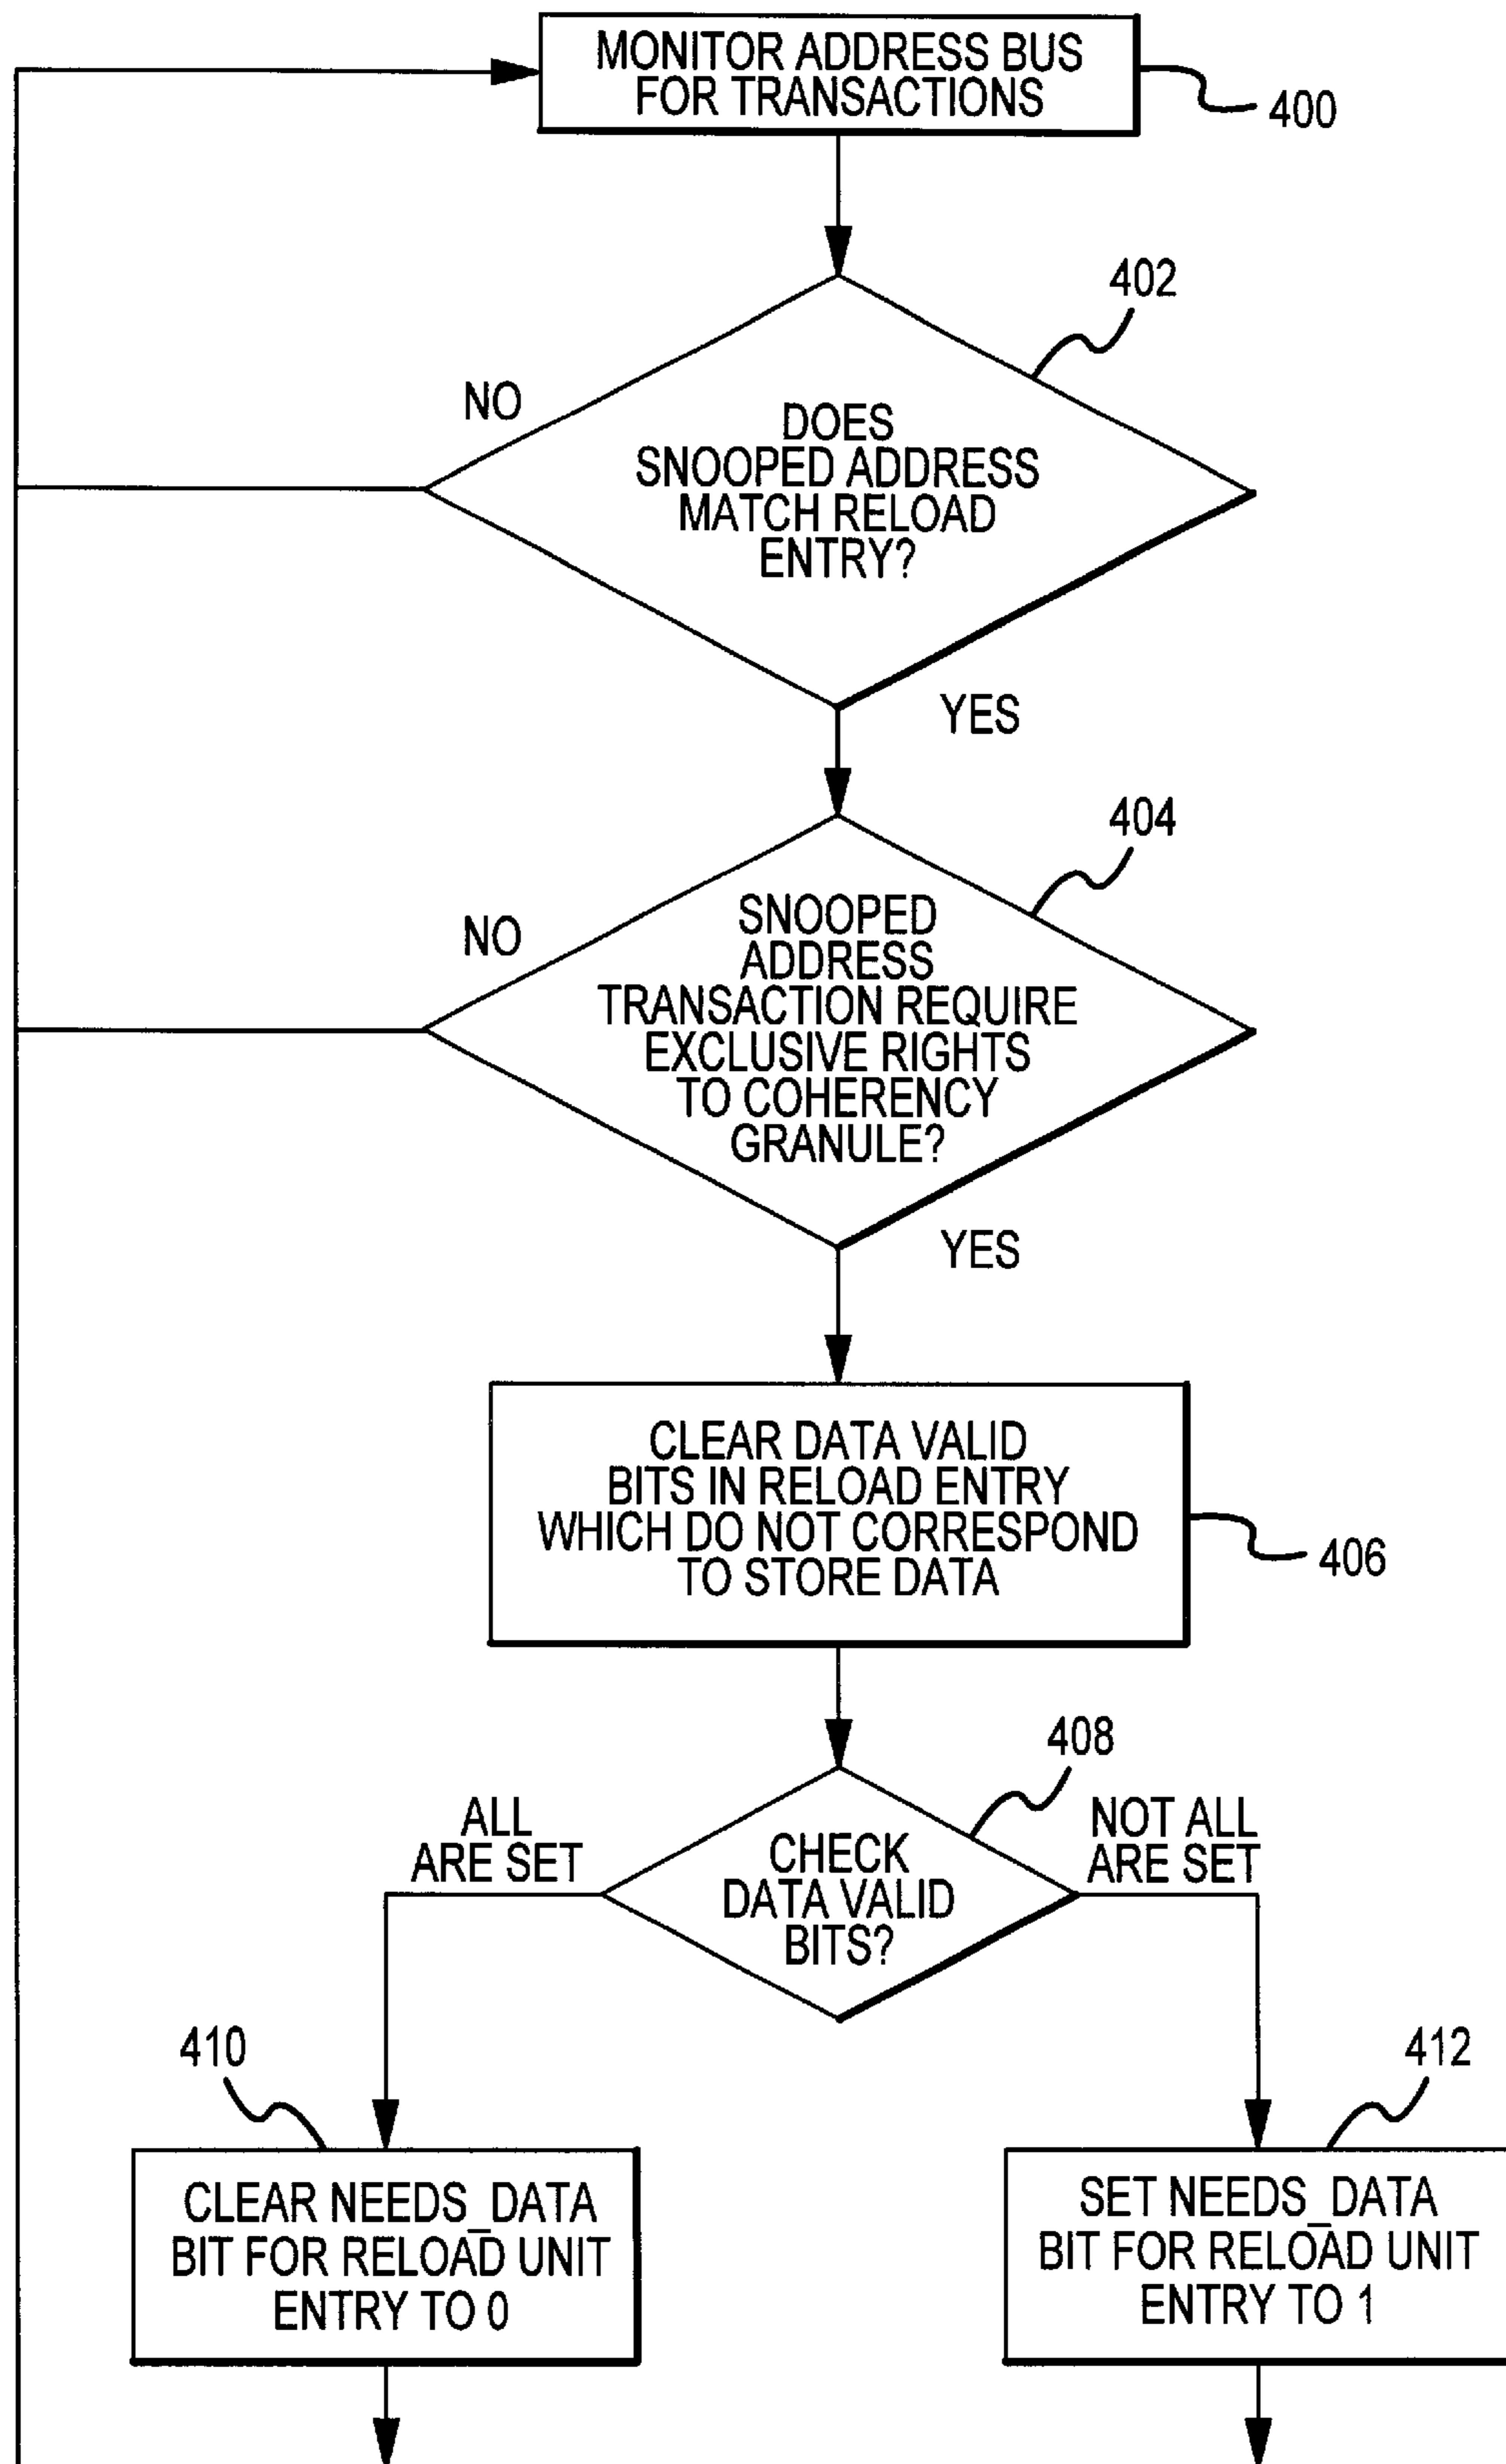 MONITOR ADDRESS BUS
FOR TRANSACTIONS
400
402
NO
DOES
SNOOPED ADDRESS
MATCH RELOAD
ENTRY?
YES
404
NO
SNOOPED
ADDRESS
TRANSACTION REQUIRE
EXCLUSIVE RIGHTS
TO COHERENCY
GRANULE?
YES
CLEAR DATA VALID
BITS IN RELOAD ENTRY
WHICH DO NOT CORRESPOND
TO STORE DATA
406
408
ALL
ARE SET
CHECK
DATA VALID
BITS?
NOT ALL
ARE SET
410
CLEAR NEEDS_DATA
BIT FOR RELOAD UNIT
ENTRY TO 0
412
SET NEEDS_DATA
BIT FOR RELOAD UNIT
ENTRY TO 1